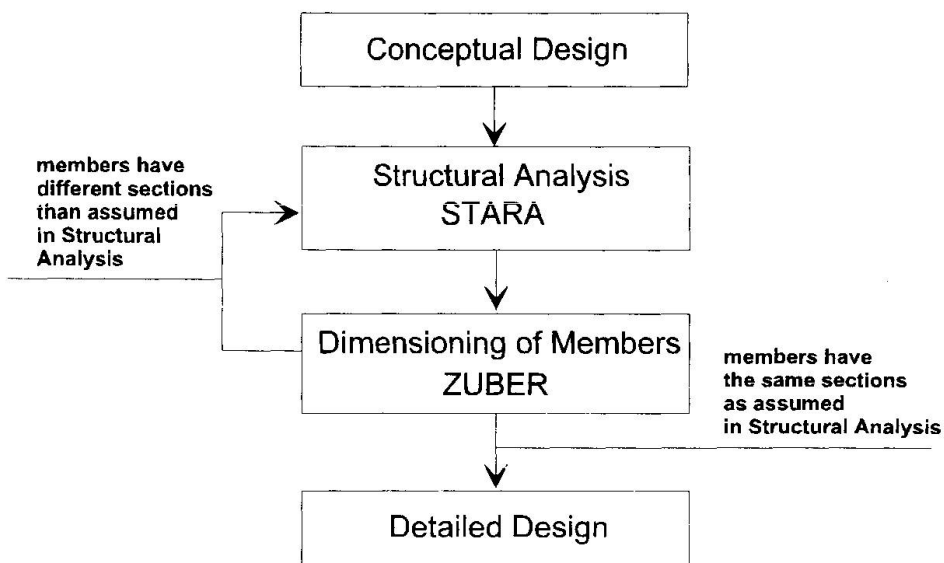 Conceptual Design
members have
different sections
than assumed
in Structural
Analysis
Structural Analysis
STARA
Dimensioning of Members
ZUBER
members have
the same sections
as assumed
in Structural Analysis
Detailed Design